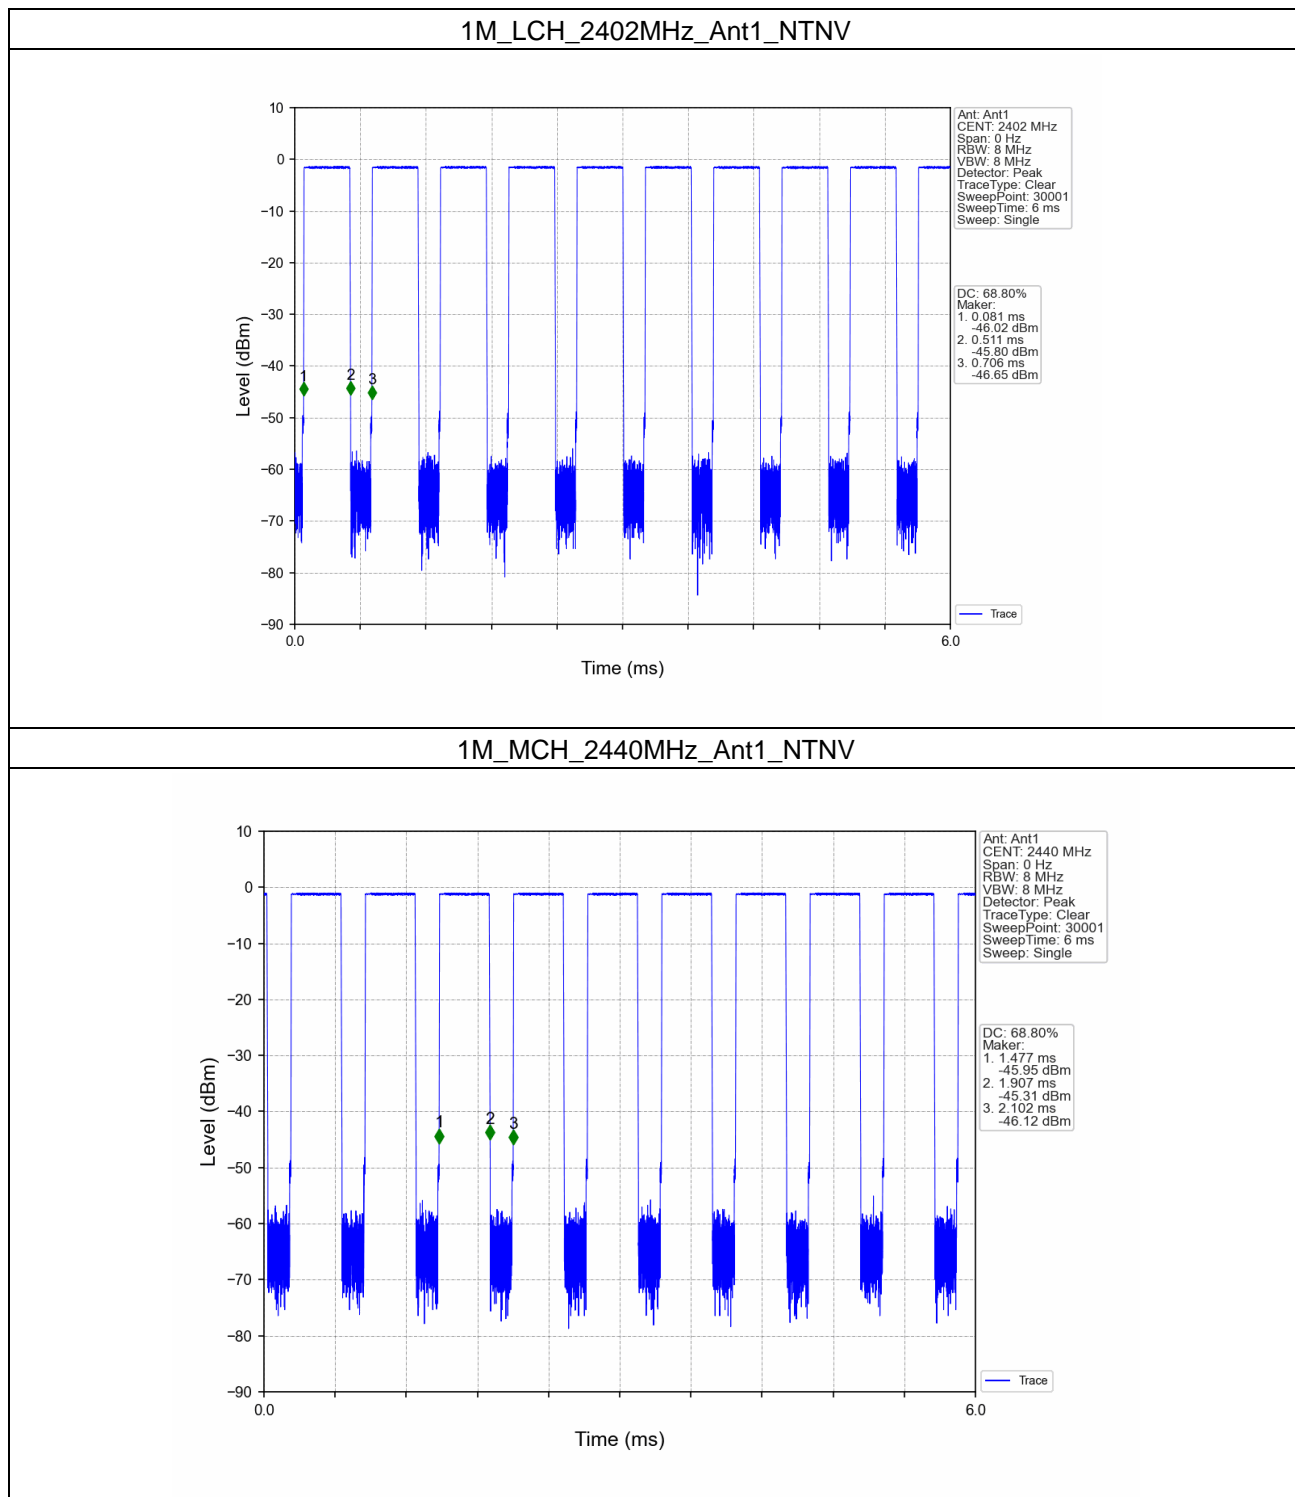 1M_LCH_2402MHz_Ant1_NTNV
10
0
−10
−20
−30
−40
−50
−60
−70
−80
−90
Level (dBm)
1
2
3
0.0
6.0
Time (ms)
Ant: Ant1
CENT: 2402 MHz
Span: 0 Hz
RBW: 8 MHz
VBW: 8 MHz
Detector: Peak
TraceType: Clear
SweepPoint: 30001
SweepTime: 6 ms
Sweep: Single
DC: 68.80%
Maker:
1. 0.081 ms
-46.02 dBm
2. 0.511 ms
-45.80 dBm
3. 0.706 ms
-46.65 dBm
Trace
1M_MCH_2440MHz_Ant1_NTNV
10
0
−10
−20
−30
−40
−50
−60
−70
−80
−90
Level (dBm)
1
2
3
0.0
6.0
Time (ms)
Ant: Ant1
CENT: 2440 MHz
Span: 0 Hz
RBW: 8 MHz
VBW: 8 MHz
Detector: Peak
TraceType: Clear
SweepPoint: 30001
SweepTime: 6 ms
Sweep: Single
DC: 68.80%
Maker:
1. 1.477 ms
-45.95 dBm
2. 1.907 ms
-45.31 dBm
3. 2.102 ms
-46.12 dBm
Trace